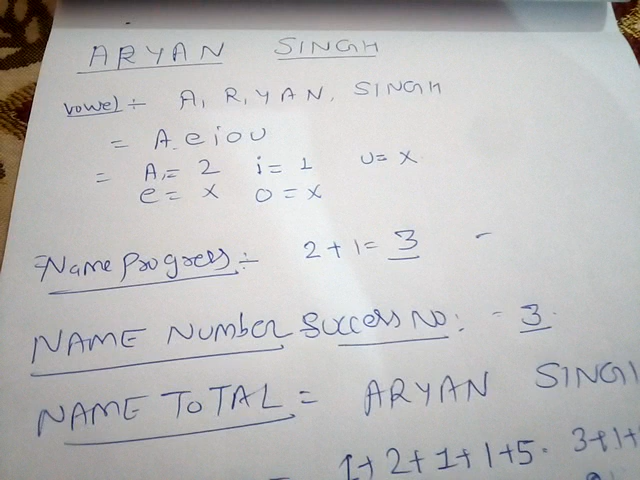 ARYAN SINGH
vowel ÷ A, R, Y A N, SINGH
= A e i o u
= A = 2 i = 1 u = x
e = x o = x
Name Progress ÷ 2 + 1 = 3 -
NAME NUMBER Success No: - 3.
NAME TOTAL = ARYAN SINGH
= 1 + 2 + 1 + 1 + 5 . 3 + 1 +